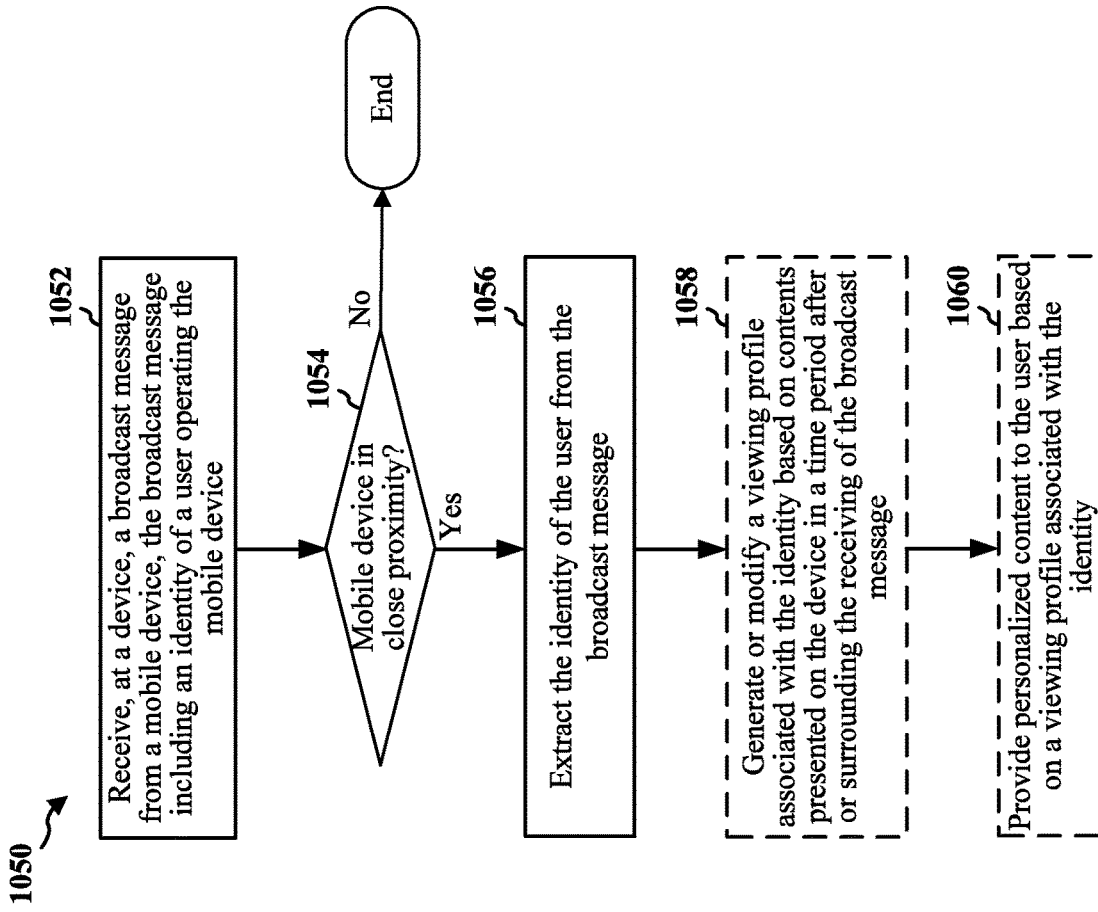 1050
1052
Receive, at a device, a broadcast message
from a mobile device, the broadcast message
including an identity of a user operating the
mobile device
1054
Mobile device in
close proximity?
No
End
Yes
1056
Extract the identity of the user from the
broadcast message
1058
Generate or modify a viewing profile
associated with the identity based on contents
presented on the device in a time period after
or surrounding the receiving of the broadcast
message
1060
Provide personalized content to the user based
on a viewing profile associated with the
identity